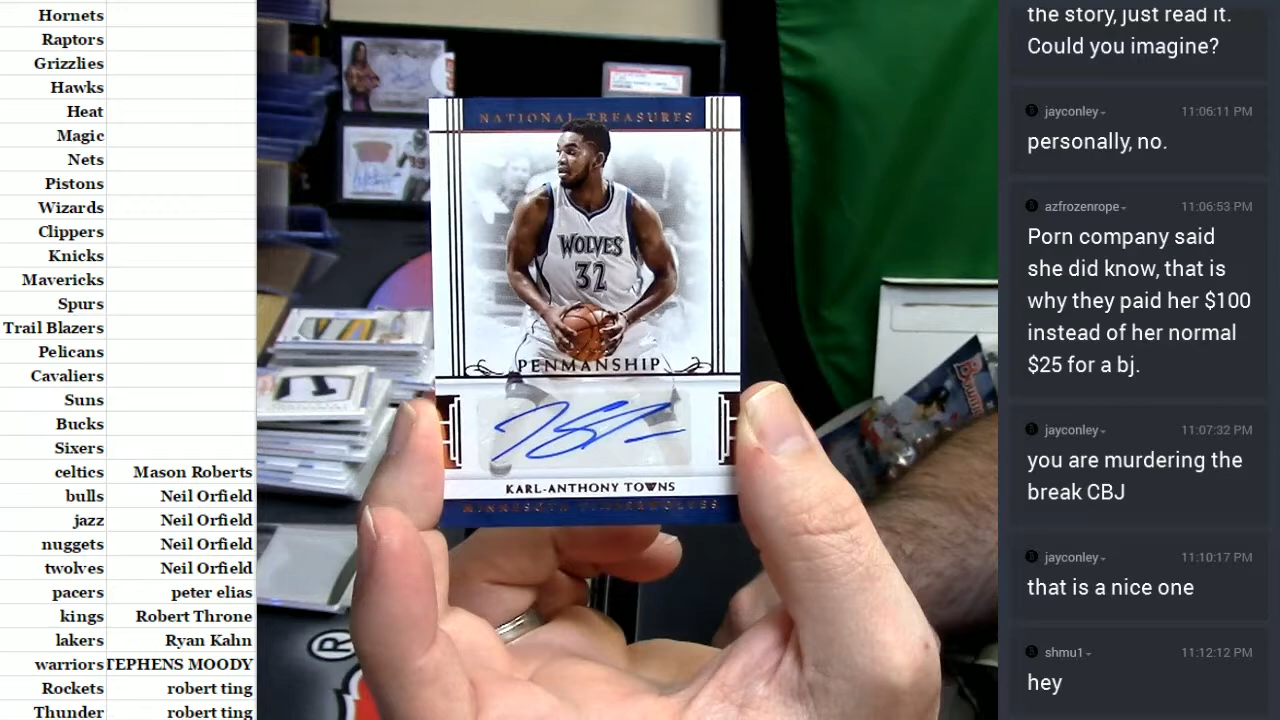 Hornets
Raptors
Grizzlies
Hawks
Heat
Magic
Nets
Pistons
Wizards
Clippers
Knicks
Mavericks
Spurs
Trail Blazers
Pelicans
Cavaliers
Suns
Bucks
Sixers
celtics Mason Roberts
bulls Neil Orfield
jazz Neil Orfield
nuggets Neil Orfield
twolves Neil Orfield
pacers peter elias
kings Robert Throne
lakers Ryan Kahn
warriors TEPHENS MOODY
Rockets robert ting
Thunder robert ting
NATIONAL TREASURES
WOLVES
32
PENMANSHIP
KARL-ANTHONY TOWNS
MINNESOTA TIMBERWOLVES
R
the story, just read it.
Could you imagine?
jayconley 11:06:11 PM
personally, no.
azfrozenrope 11:06:53 PM
Porn company said
she did know, that is
why they paid her $100
instead of her normal
$25 for a bj.
jayconley 11:07:32 PM
you are murdering the
break CBJ
jayconley 11:10:17 PM
that is a nice one
shmu1 11:12:12 PM
hey